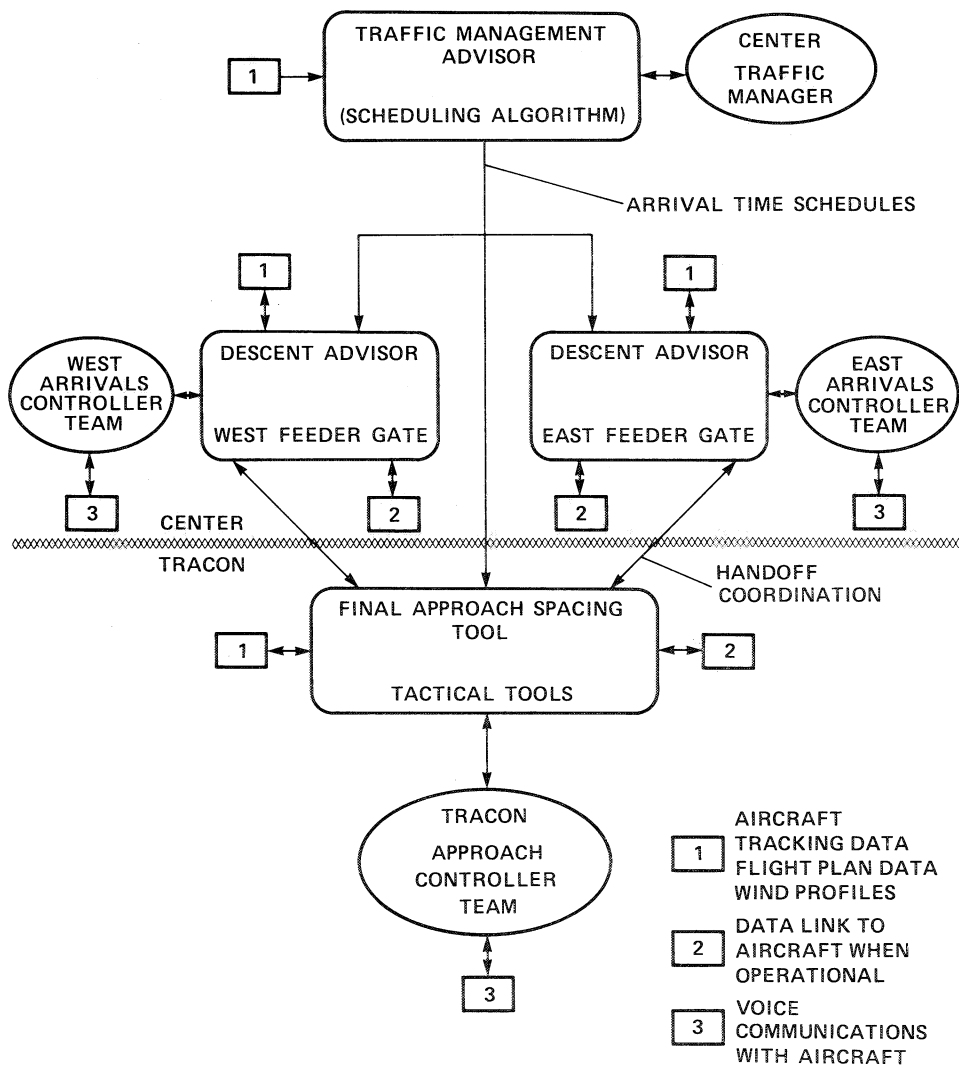 TRAFFIC MANAGEMENT
ADVISOR
(SCHEDULING ALGORITHM)
1
CENTER
TRAFFIC
MANAGER
ARRIVAL TIME SCHEDULES
1
1
WEST
ARRIVALS
CONTROLLER
TEAM
DESCENT ADVISOR
WEST FEEDER GATE
DESCENT ADVISOR
EAST FEEDER GATE
EAST
ARRIVALS
CONTROLLER
TEAM
3
2
2
3
CENTER
TRACON
HANDOFF
COORDINATION
FINAL APPROACH SPACING
TOOL
TACTICAL TOOLS
1
2
TRACON
APPROACH
CONTROLLER
TEAM
3
1
AIRCRAFT
TRACKING DATA
FLIGHT PLAN DATA
WIND PROFILES
2
DATA LINK TO
AIRCRAFT WHEN
OPERATIONAL
3
VOICE
COMMUNICATIONS
WITH AIRCRAFT